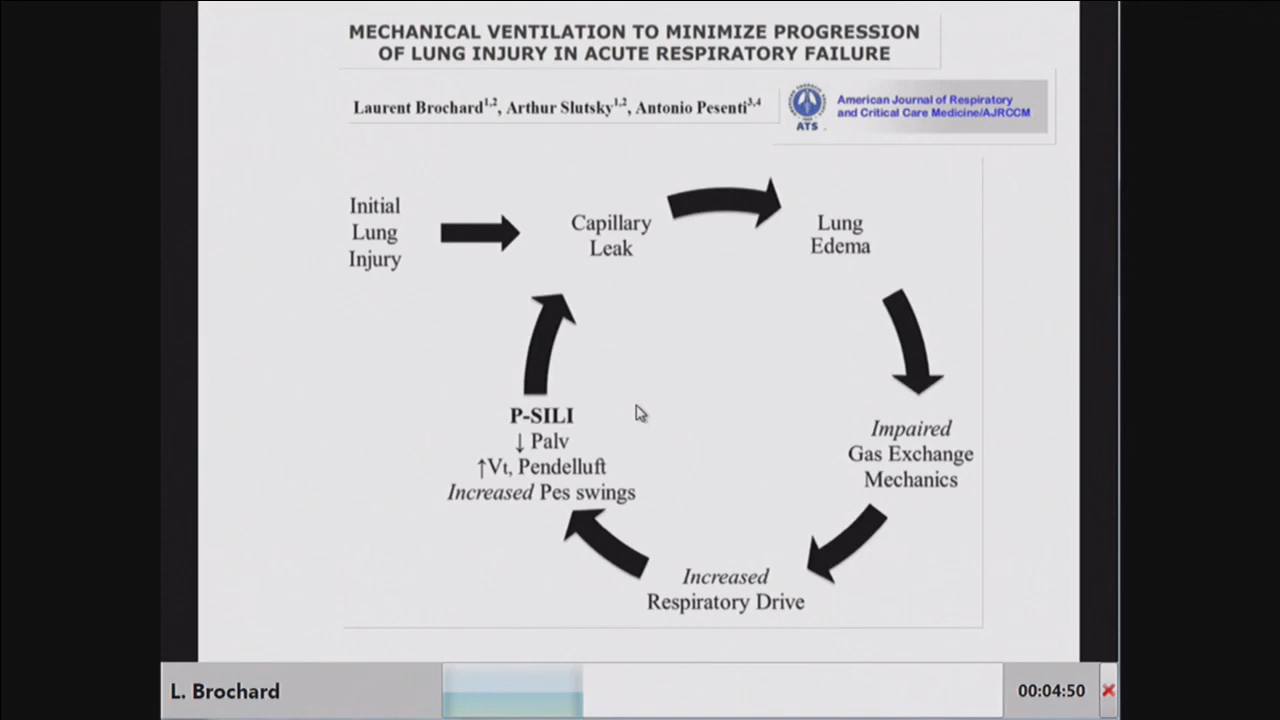 MECHANICAL VENTILATION TO MINIMIZE PROGRESSION
OF LUNG INJURY IN ACUTE RESPIRATORY FAILURE
Laurent Brochard1,2, Arthur Slutsky1,2, Antonio Pesenti3,4
ATS
American Journal of Respiratory
and Critical Care Medicine/AJRCCM
Initial
Lung
Injury
Capillary
Leak
Lung
Edema
Impaired
Gas Exchange
Mechanics
Increased
Respiratory Drive
P-SILI
↓ Palv
↑Vt, Pendelluft
Increased Pes swings
L. Brochard
00:04:50